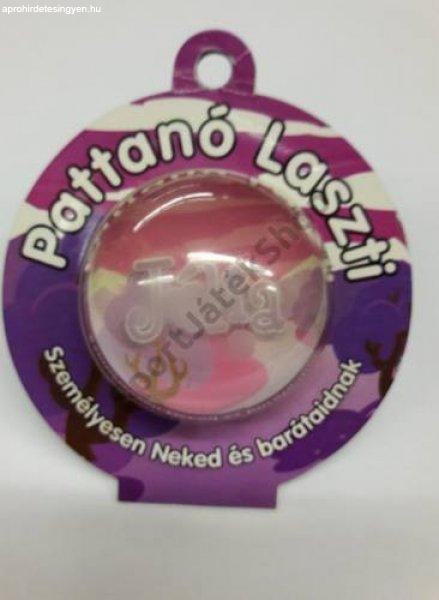 aprohirdetesingyen.hu
Pattanó Laszti
Személyesen Neked és barátaidnak